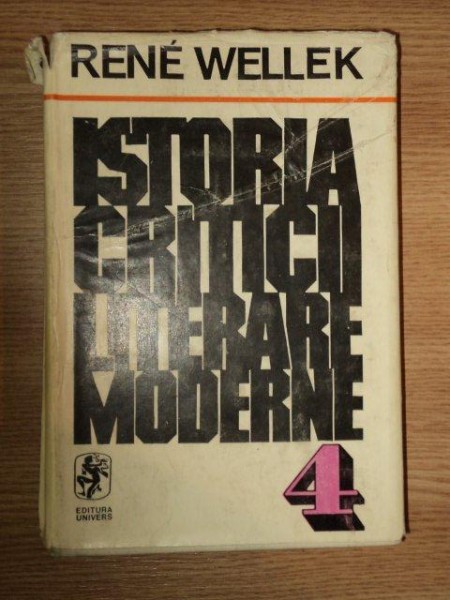 RENÉ WELLEK
ISTORIA
CRITICII
LITERARE
MODERNE
4
EDITURA
UNIVERS